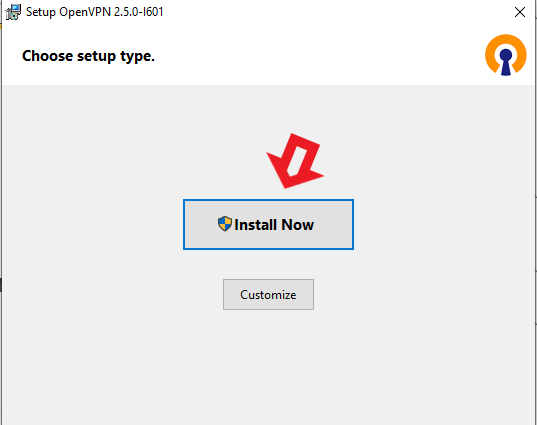 Setup OpenVPN 2.5.0-I601
Choose setup type.
Install Now
Customize